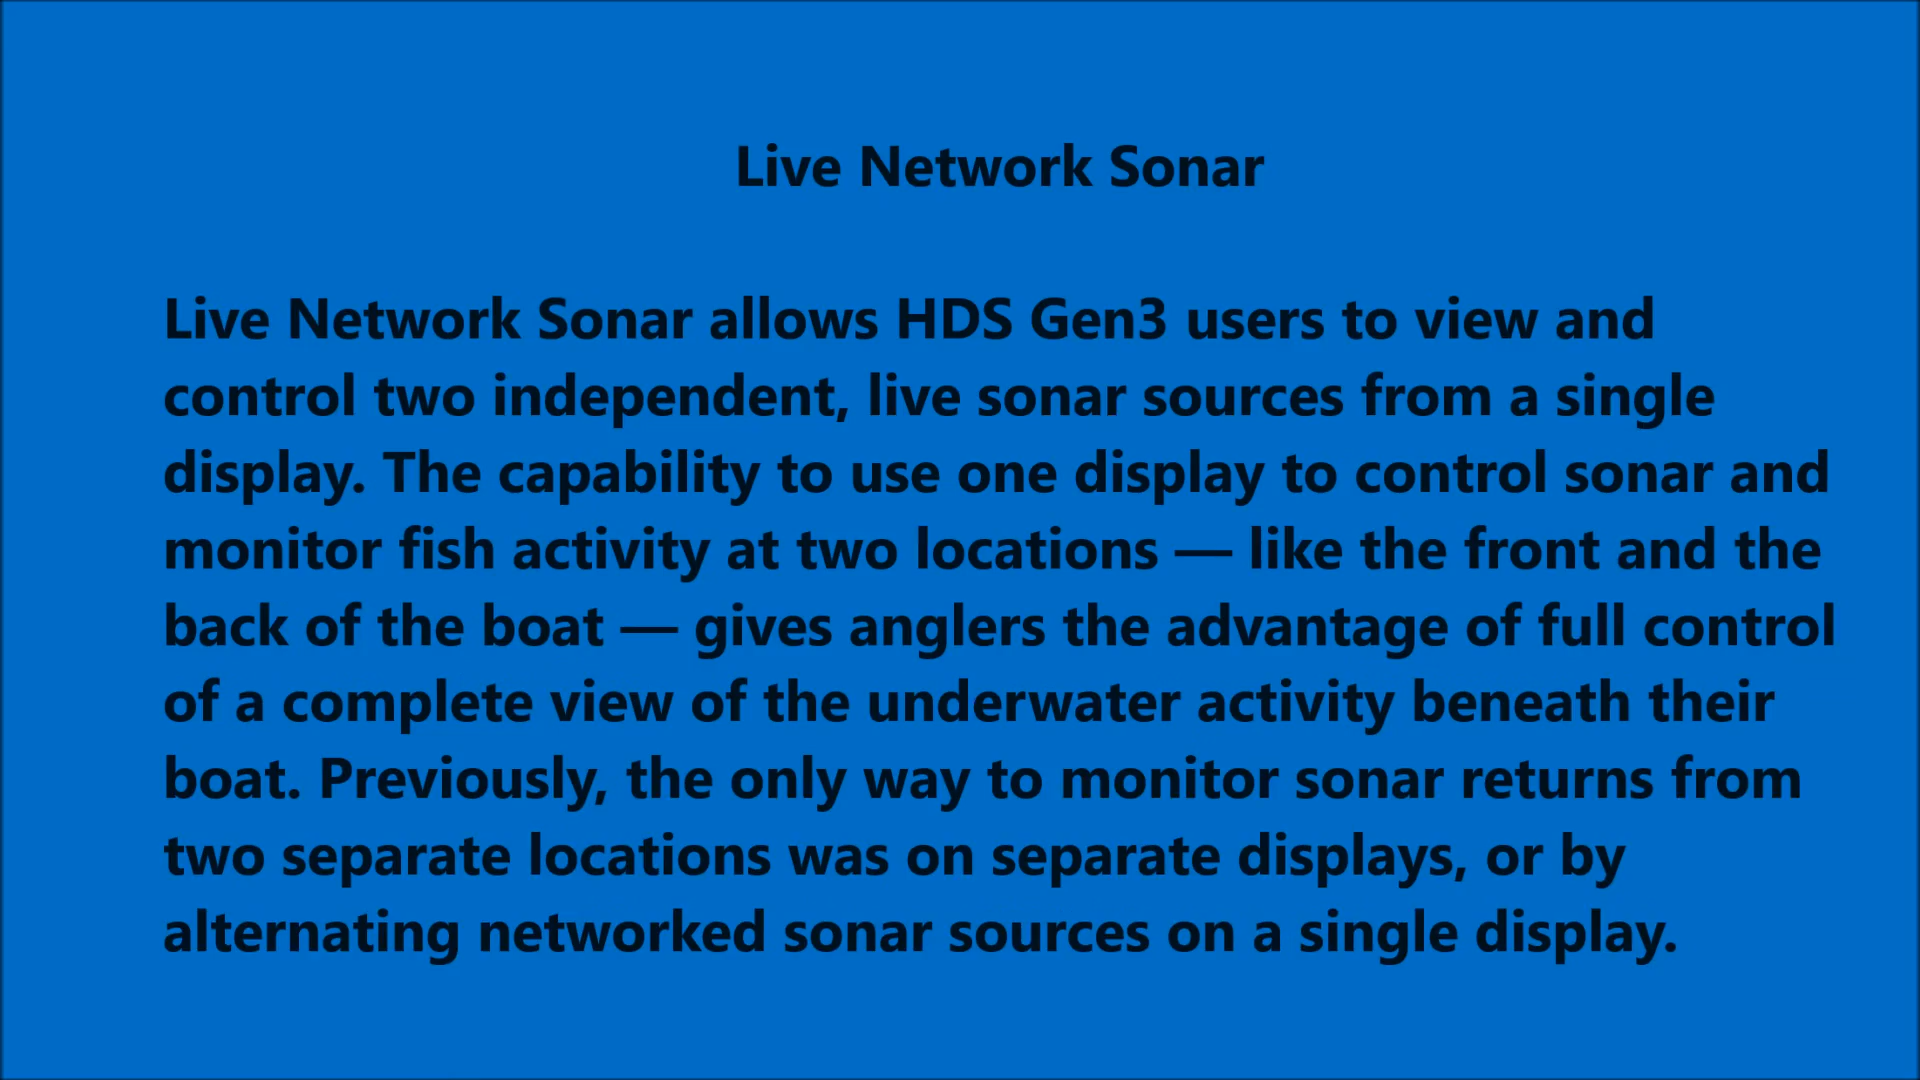 Live Network Sonar
Live Network Sonar allows HDS Gen3 users to view and
control two independent, live sonar sources from a single
display. The capability to use one display to control sonar and
monitor fish activity at two locations — like the front and the
back of the boat — gives anglers the advantage of full control
of a complete view of the underwater activity beneath their
boat. Previously, the only way to monitor sonar returns from
two separate locations was on separate displays, or by
alternating networked sonar sources on a single display.